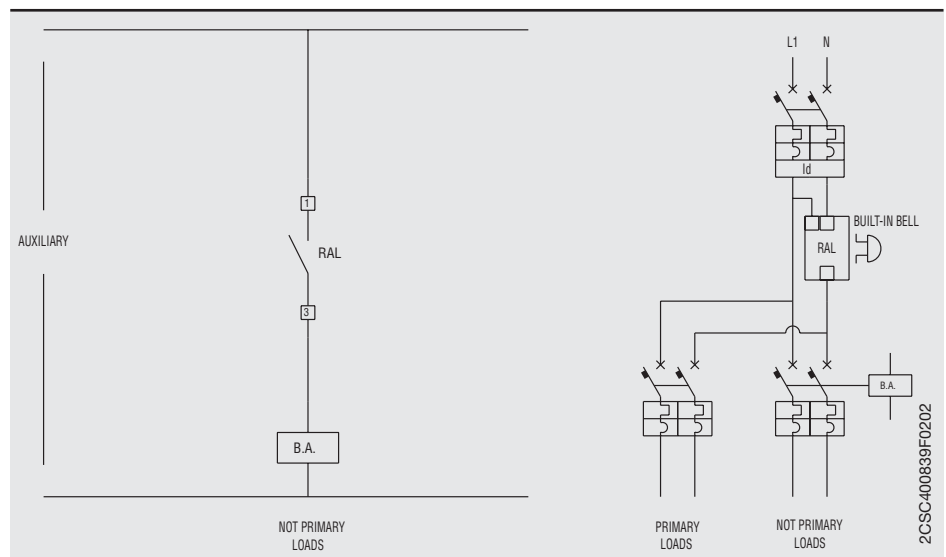 AUXILIARY
1
RAL
3
B.A.
NOT PRIMARY
LOADS
L1 N
Id
BUILT-IN BELL
RAL
B.A.
PRIMARY
LOADS
NOT PRIMARY
LOADS
2CSC400839F0202